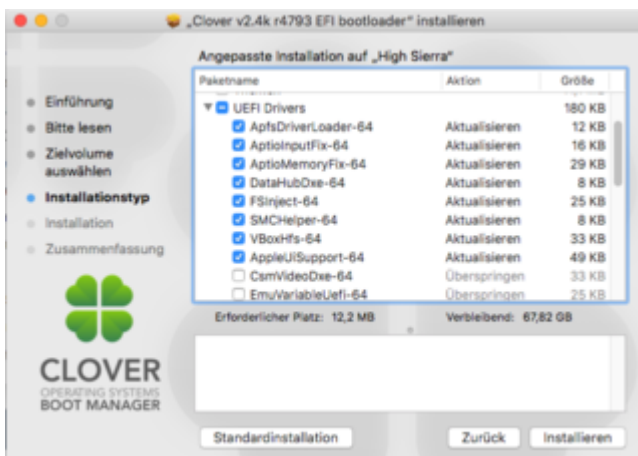 „Clover v2.4k r4793 EFI bootloader“ installieren
Angepasste Installation auf „High Sierra“
Paketname Aktion Größe
UEFI Drivers 180 KB
ApfsDriverLoader-64 Aktualisieren 12 KB
AptioInputFix-64 Aktualisieren 16 KB
AptioMemoryFix-64 Aktualisieren 29 KB
DataHubDxe-64 Aktualisieren 8 KB
FSInject-64 Aktualisieren 25 KB
SMCHelper-64 Aktualisieren 8 KB
VBoxHfs-64 Aktualisieren 33 KB
AppleUiSupport-64 Aktualisieren 49 KB
CsmVideoDxe-64 Überspringen 33 KB
EmuVariableUefi-64 Überspringen 25 KB
Einführung
Bitte lesen
Zielvolume
auswählen
Installationstyp
Installation
Zusammenfassung
Erforderlicher Platz: 12,2 MB Verbleibend: 67,82 GB
CLOVER
OPERATING SYSTEMS
BOOT MANAGER
Standardinstallation Zurück Installieren